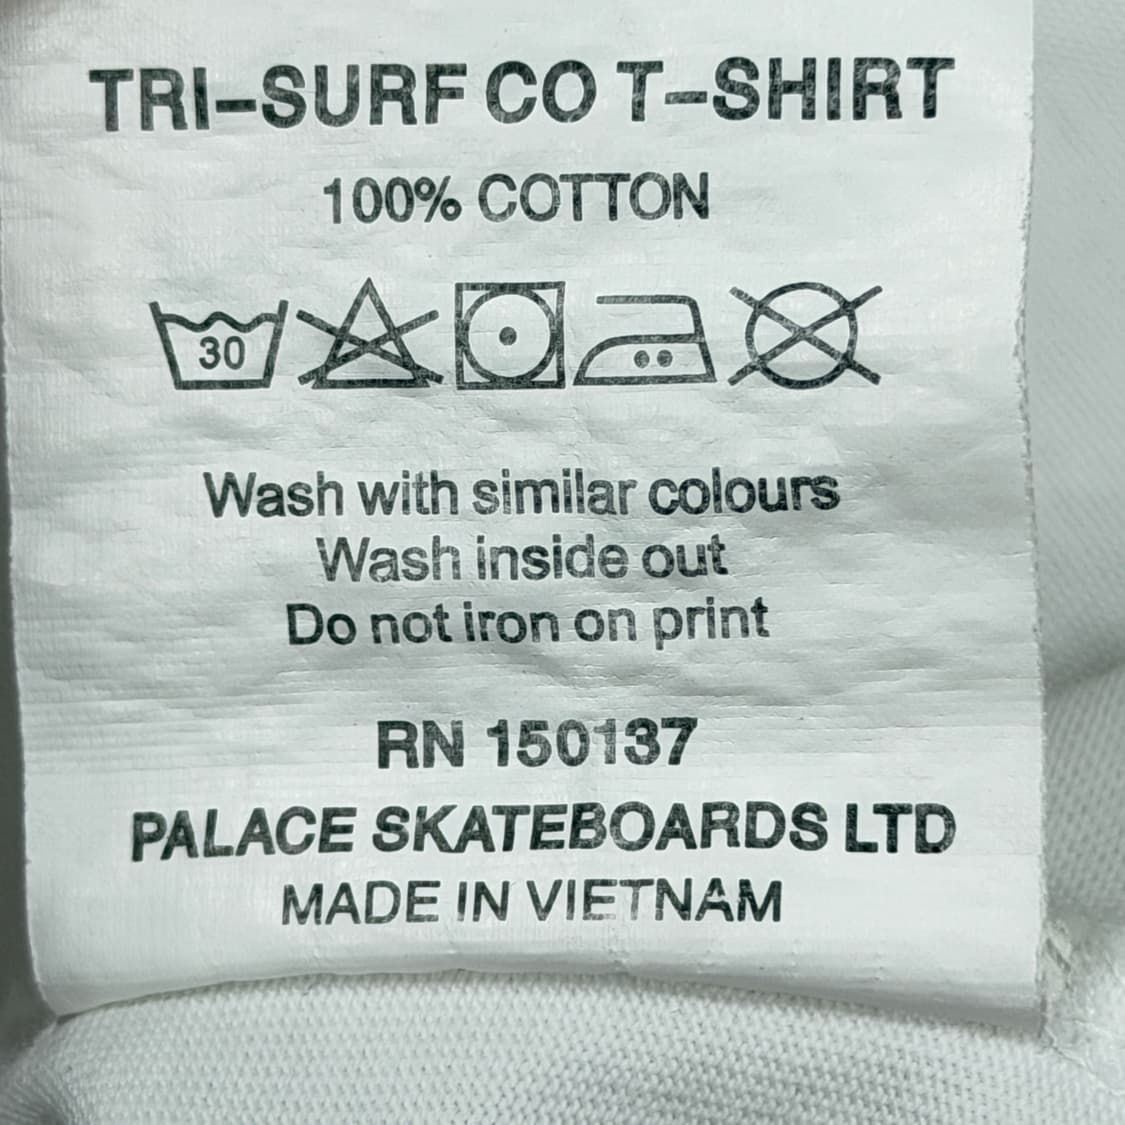 TRI-SURF CO T-SHIRT
100% COTTON
30
Wash with similar colours
Wash inside out
Do not iron on print
RN 150137
PALACE SKATEBOARDS LTD
MADE IN VIETNAM